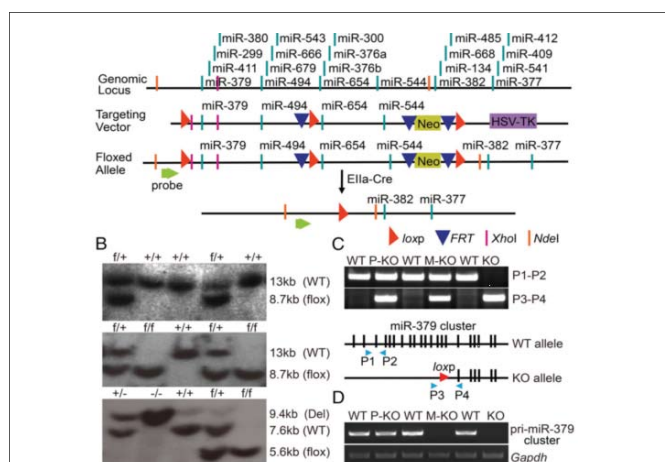 miR-380 miR-543 miR-300 miR-485 miR-412
miR-299 miR-666 miR-376a miR-668 miR-409
miR-411 miR-679 miR-376b miR-134 miR-541
Genomic Locus miR-379 miR-494 miR-654 miR-544 miR-382 miR-377
Targeting Vector miR-379 miR-494 miR-654 miR-544 Neo HSV-TK
Floxed Allele miR-379 miR-494 miR-654 miR-544 Neo miR-382 miR-377
probe
EIIa-Cre
miR-382 miR-377
loxp FRT XhoI NdeI
B
f/+ +/+ +/+ f/+ +/+
13kb (WT)
8.7kb (flox)
f/+ f/f +/+ f/+ f/f
13kb (WT)
8.7kb (flox)
+/- -/- +/+ f/+ f/f
9.4kb (Del)
7.6kb (WT)
5.6kb (flox)
C
WT P-KO WT M-KO WT KO
P1-P2
P3-P4
miR-379 cluster
WT allele
P1 P2
loxp
KO allele
P3 P4
D
WT P-KO WT M-KO WT KO
pri-miR-379
cluster
Gapdh